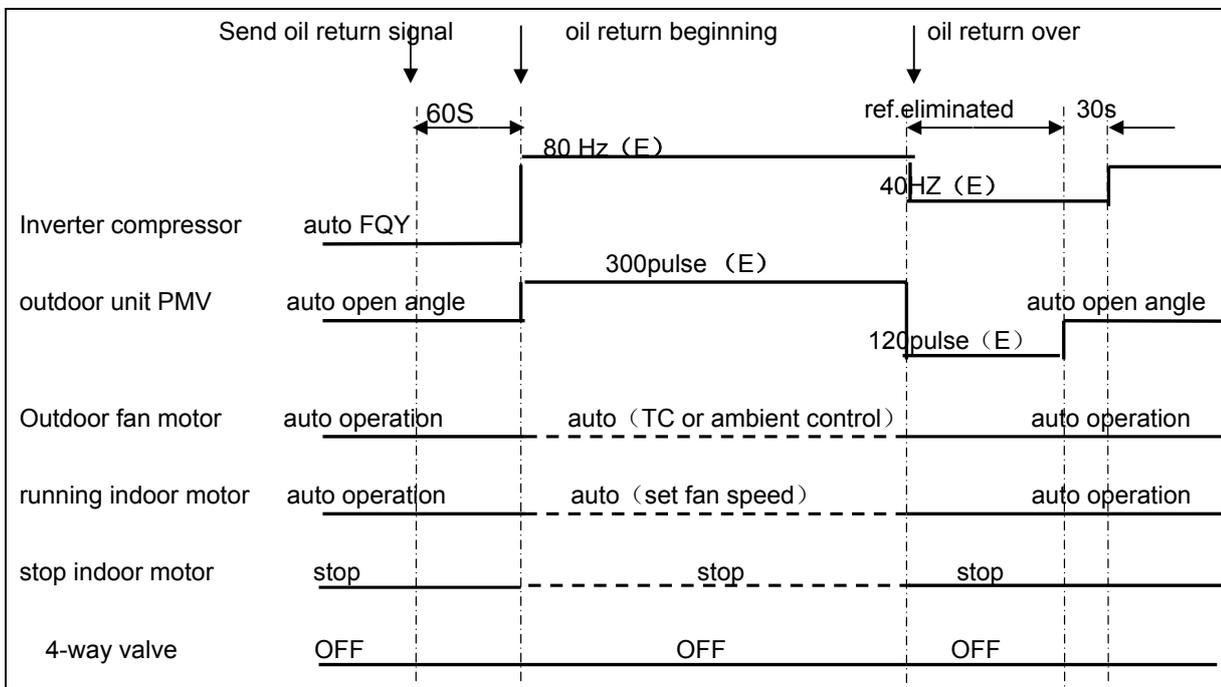 Send oil return signal oil return beginning oil return over
60S ref.eliminated 30s
80 Hz（E）
40HZ（E）
Inverter compressor auto FQY
300pulse （E）
outdoor unit PMV auto open angle auto open angle
120pulse（E）
Outdoor fan motor auto operation auto（TC or ambient control） auto operation
running indoor motor auto operation auto（set fan speed） auto operation
stop indoor motor stop stop stop
4-way valve OFF OFF OFF